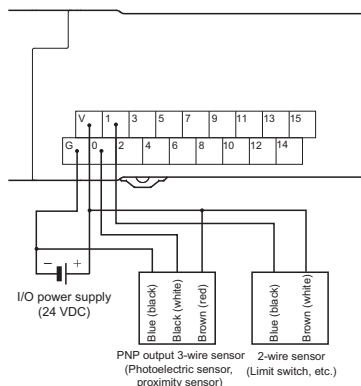 V 1 3 5 7 9 11 13 15
G 0 2 4 6 8 10 12 14
− +
I/O power supply
(24 VDC)
Blue (black)
Black (white)
Brown (red)
Blue (black)
Brown (white)
PNP output 3-wire sensor
(Photoelectric sensor,
proximity sensor)
2-wire sensor
(Limit switch, etc.)